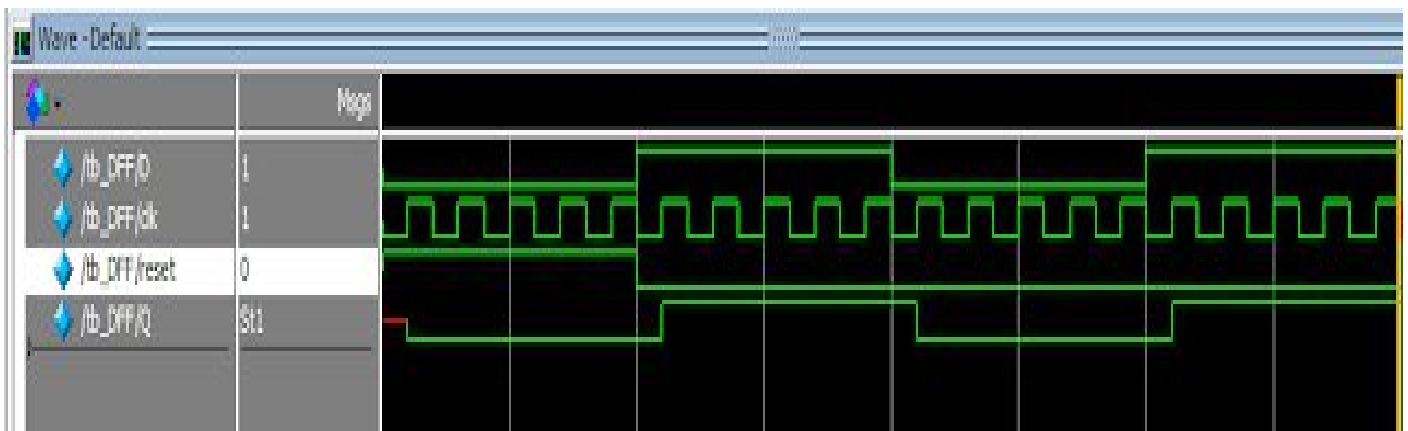 Wave - Default
Msgs
/tb_DFF/D 1
/tb_DFF/clk 1
/tb_DFF/reset 0
/tb_DFF/Q St1